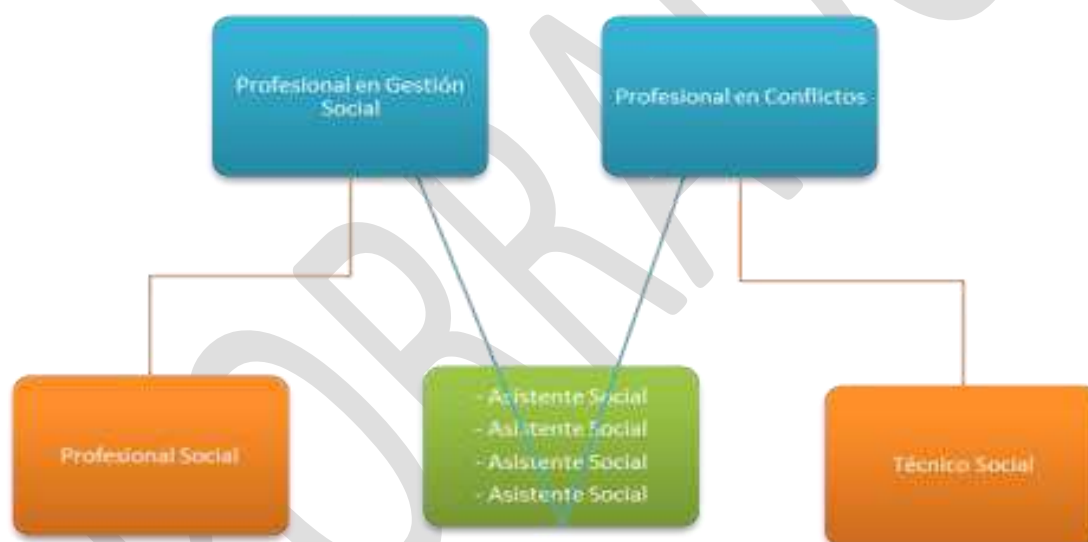 Profesional en Gestión
Social
Profesional en Conflictos
Profesional Social
- Asistente Social
- Asistente Social
- Asistente Social
- Asistente Social
Técnico Social